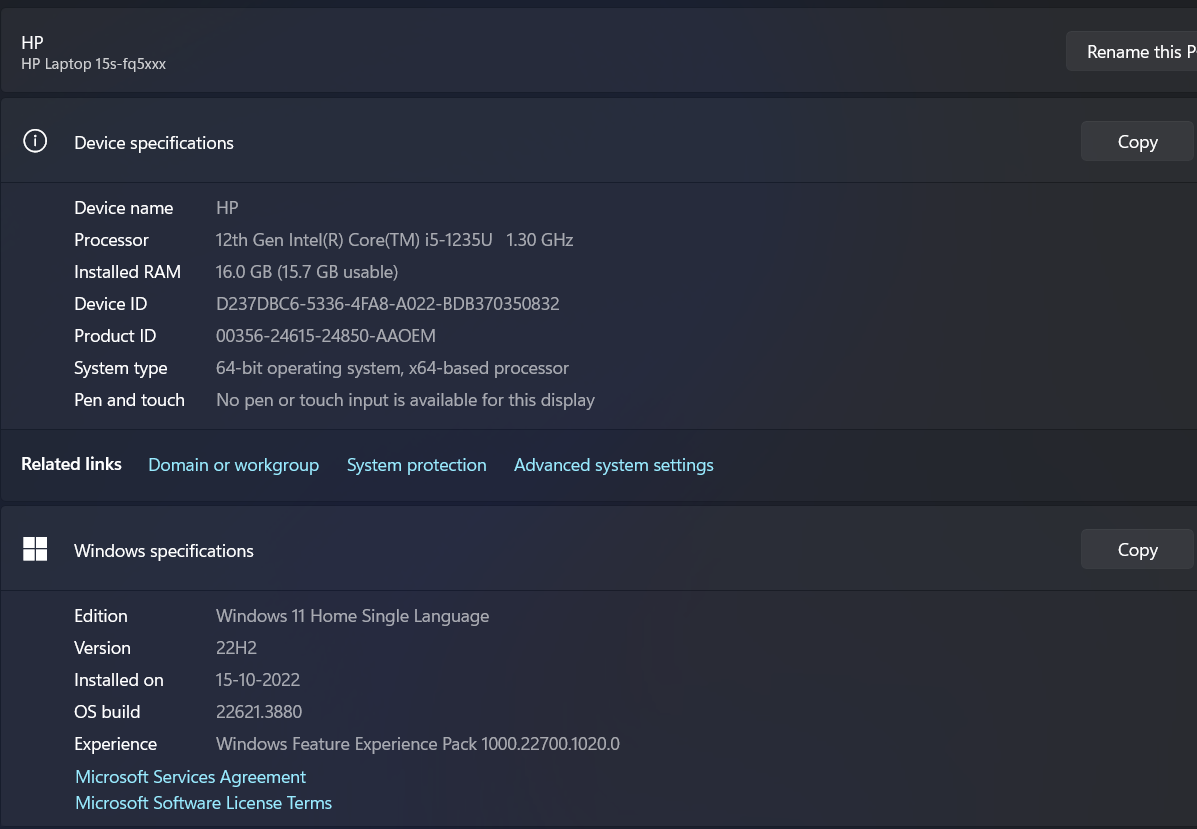 HP
HP Laptop 15s-fq5xxx
Rename this P
Device specifications
Copy
Device name HP
Processor 12th Gen Intel(R) Core(TM) i5-1235U 1.30 GHz
Installed RAM 16.0 GB (15.7 GB usable)
Device ID D237DBC6-5336-4FA8-A022-BDB370350832
Product ID 00356-24615-24850-AAOEM
System type 64-bit operating system, x64-based processor
Pen and touch No pen or touch input is available for this display
Related links Domain or workgroup System protection Advanced system settings
Windows specifications
Copy
Edition Windows 11 Home Single Language
Version 22H2
Installed on 15-10-2022
OS build 22621.3880
Experience Windows Feature Experience Pack 1000.22700.1020.0
Microsoft Services Agreement
Microsoft Software License Terms